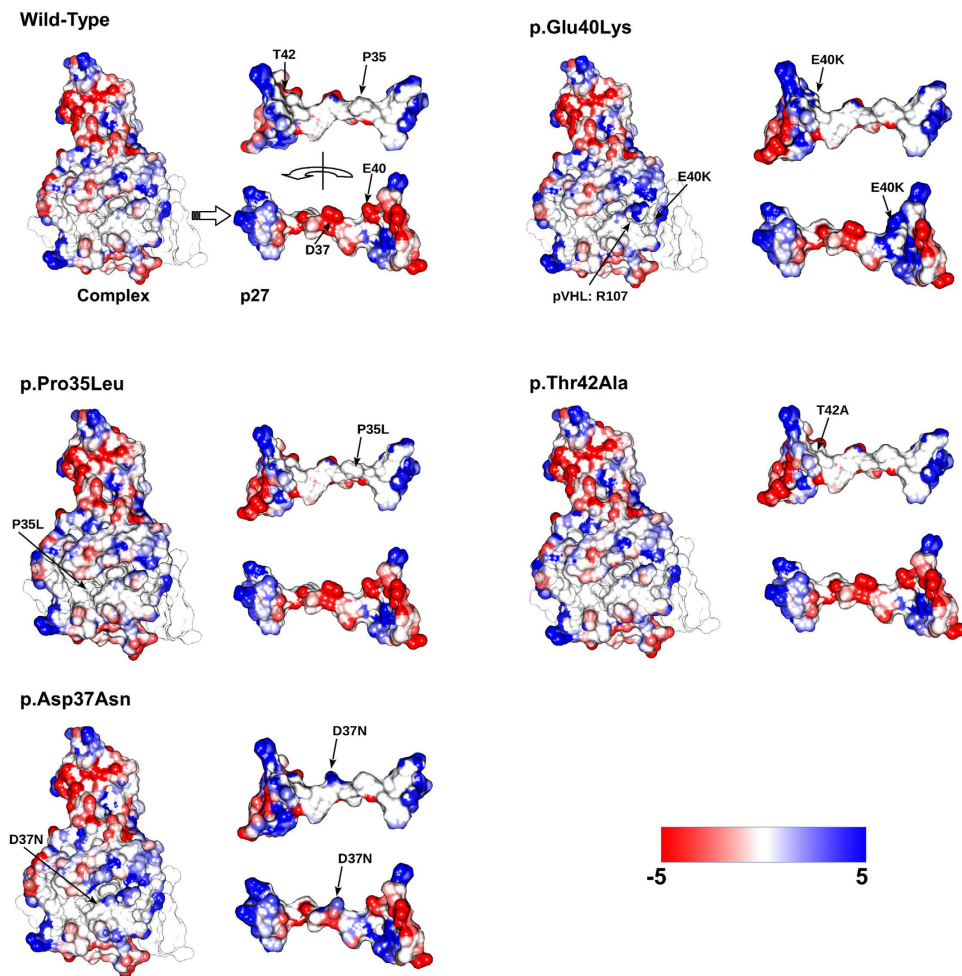 Wild-Type
T42
P35
E40
D37
Complex
p27
p.Glu40Lys
E40K
E40K
E40K
pVHL: R107
p.Pro35Leu
P35L
P35L
p.Thr42Ala
T42A
p.Asp37Asn
D37N
D37N
D37N
-5
5